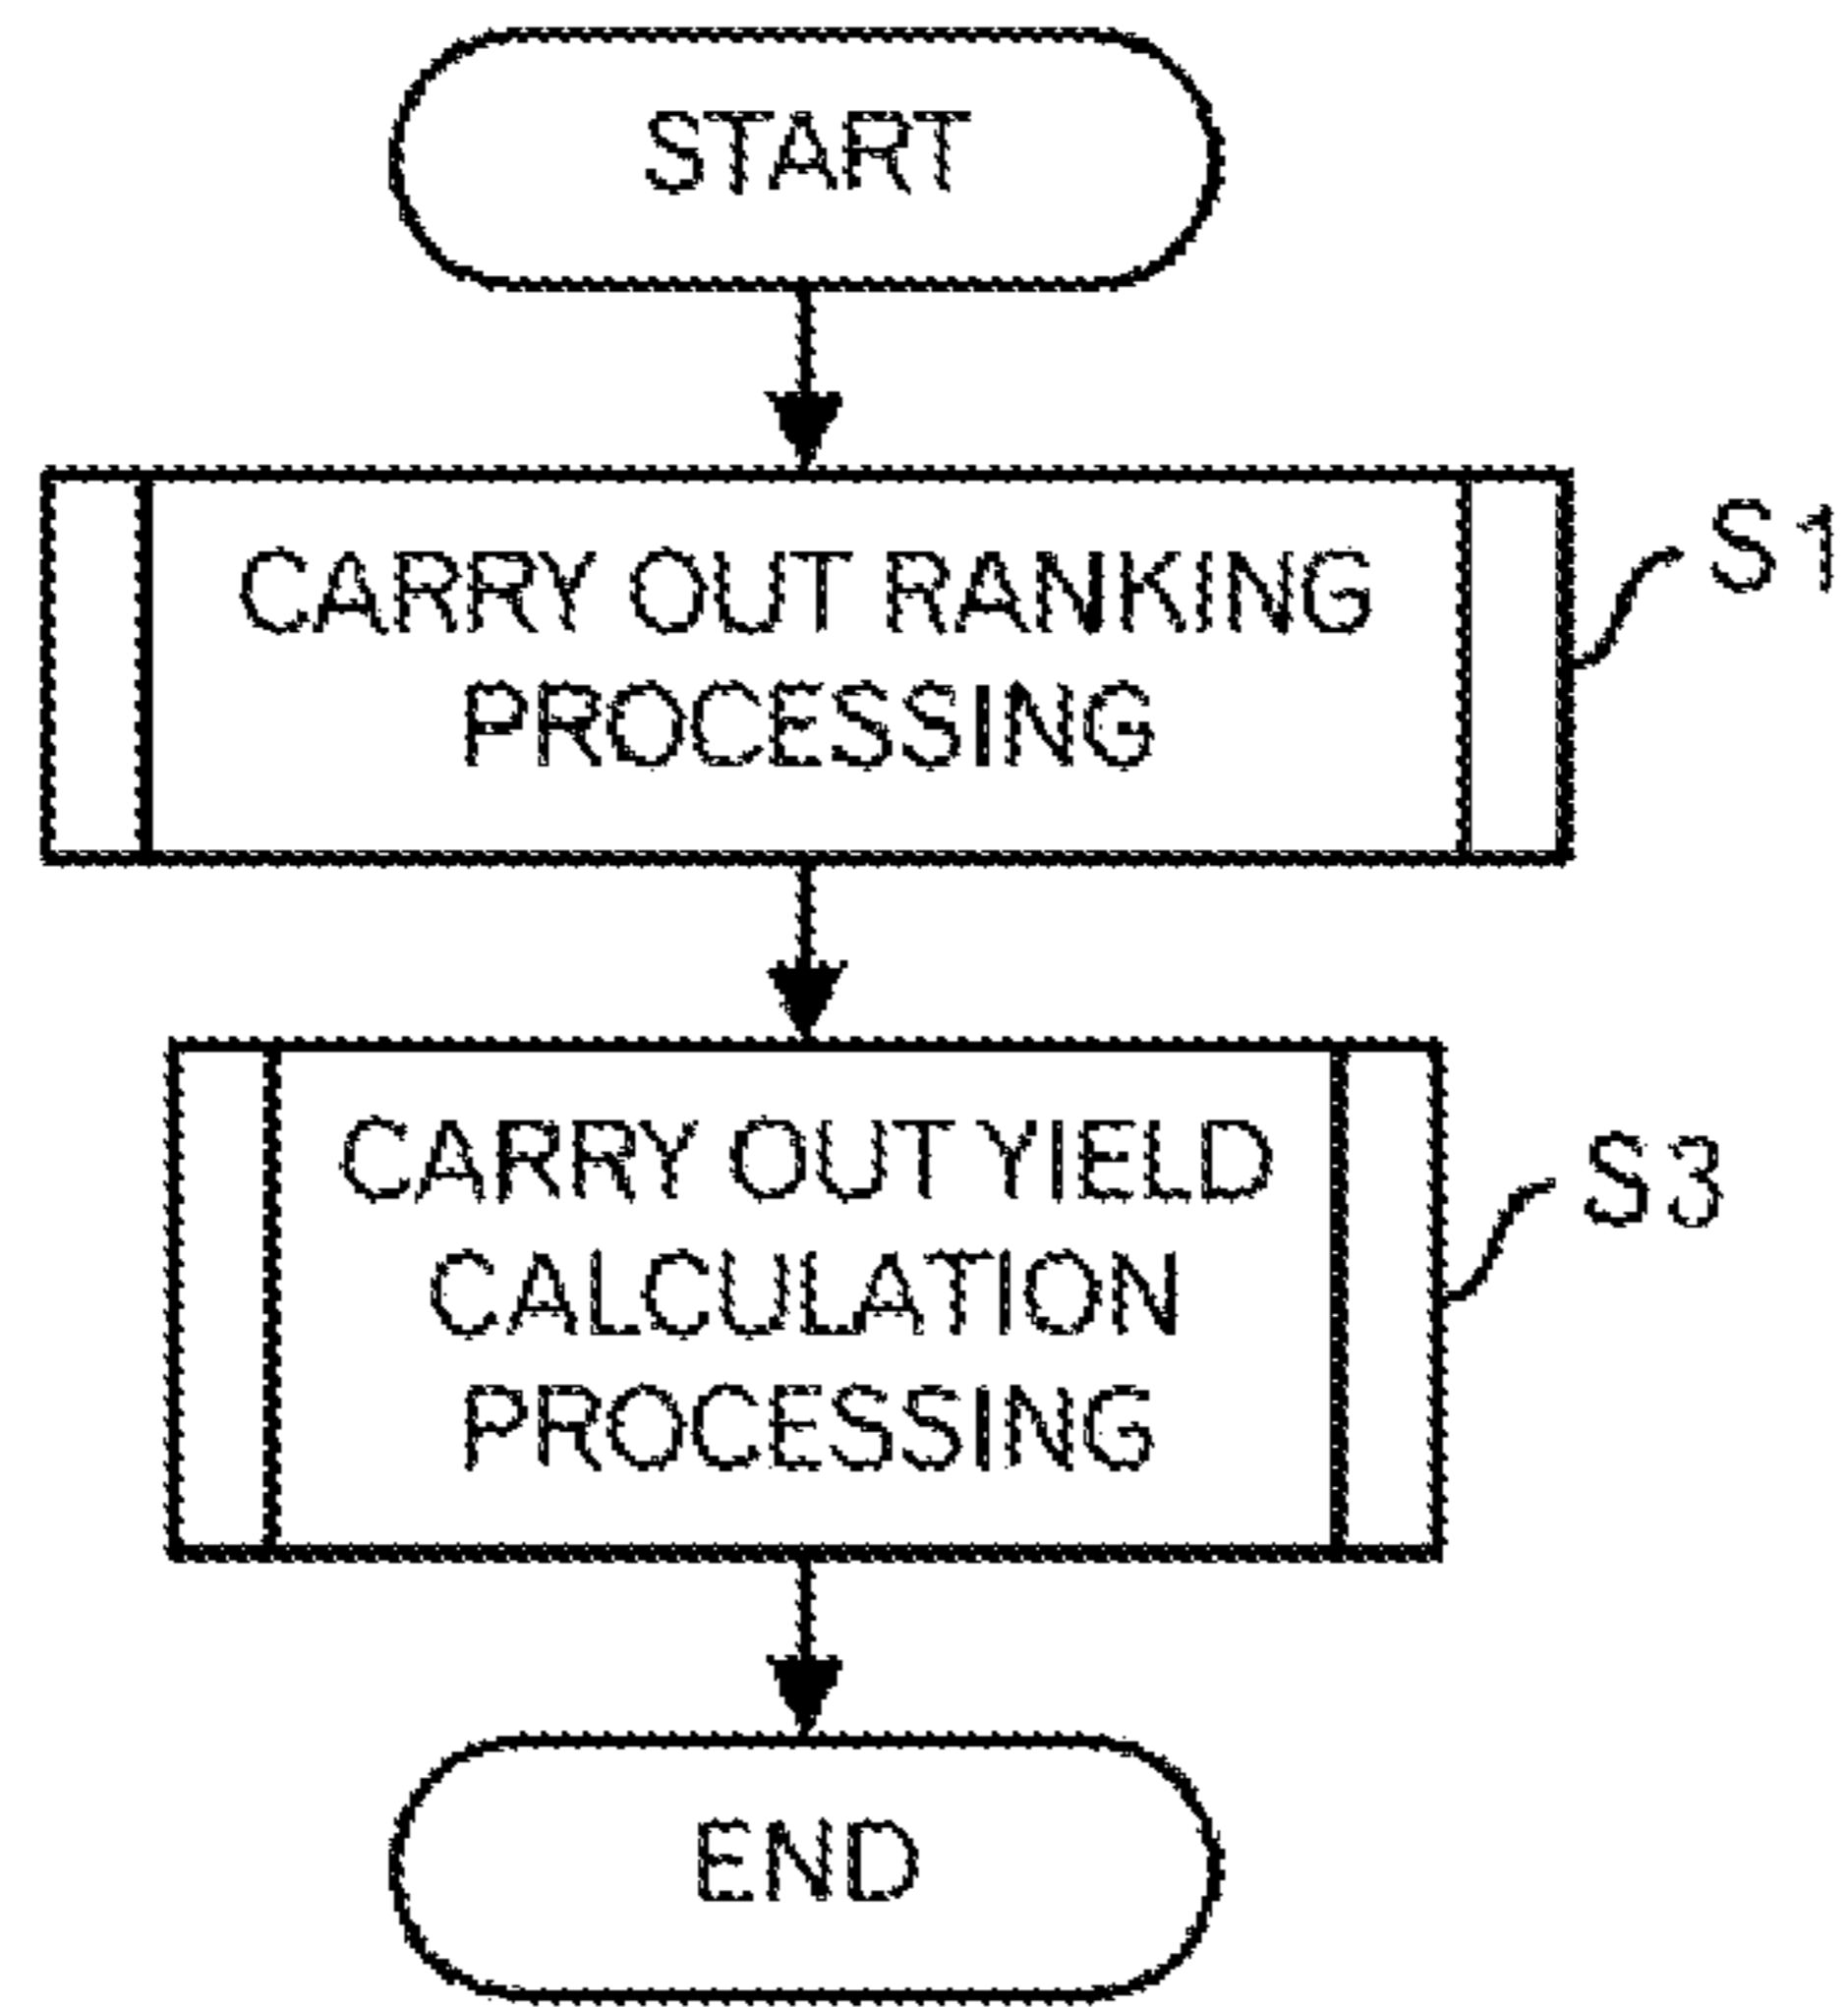 START
CARRY OUT RANKING
PROCESSING
S1
CARRY OUT YIELD
CALCULATION
PROCESSING
S3
END